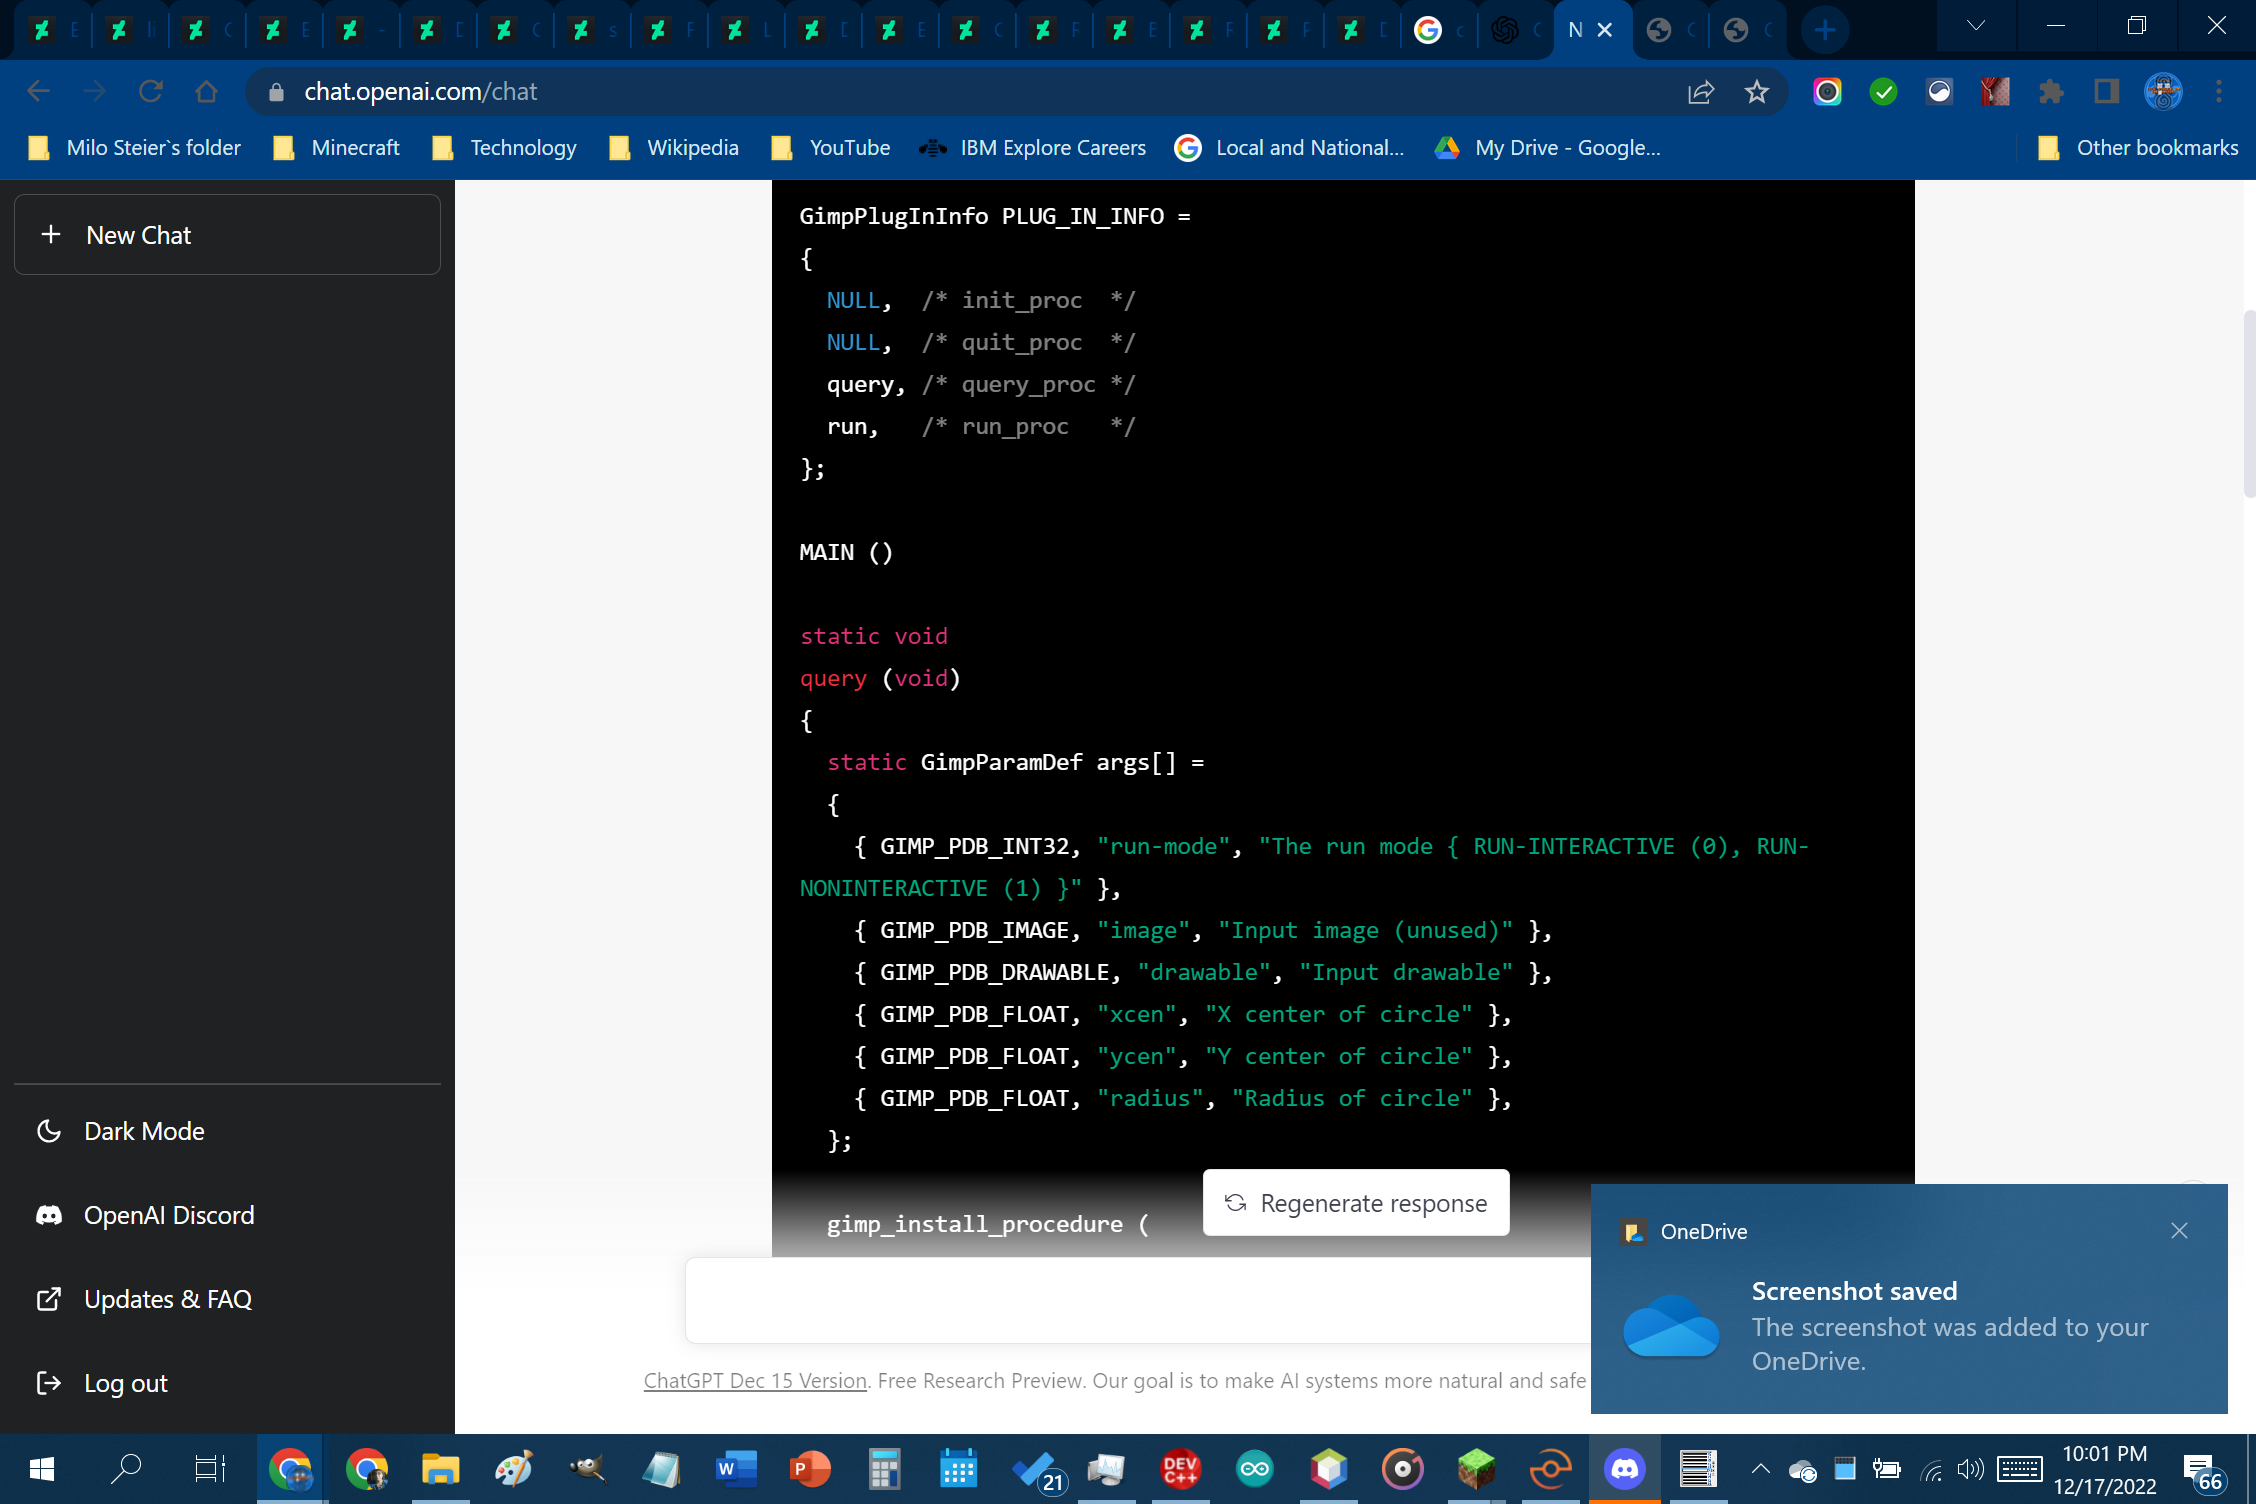 chat.openai.com/chat
Milo Steier`s folder
Minecraft
Technology
Wikipedia
YouTube
IBM Explore Careers
Local and National...
My Drive - Google...
Other bookmarks
New Chat
GimpPlugInInfo PLUG_IN_INFO =
{
NULL, /* init_proc */
NULL, /* quit_proc */
query, /* query_proc */
run, /* run_proc */
};
MAIN ()
static void
query (void)
{
static GimpParamDef args[] =
{
{ GIMP_PDB_INT32, "run-mode", "The run mode { RUN-INTERACTIVE (0), RUN-
NONINTERACTIVE (1) }" },
{ GIMP_PDB_IMAGE, "image", "Input image (unused)" },
{ GIMP_PDB_DRAWABLE, "drawable", "Input drawable" },
{ GIMP_PDB_FLOAT, "xcen", "X center of circle" },
{ GIMP_PDB_FLOAT, "ycen", "Y center of circle" },
{ GIMP_PDB_FLOAT, "radius", "Radius of circle" },
};
gimp_install_procedure (
Regenerate response
Dark Mode
OpenAI Discord
Updates & FAQ
Log out
ChatGPT Dec 15 Version. Free Research Preview. Our goal is to make AI systems more natural and safe
OneDrive
Screenshot saved
The screenshot was added to your
OneDrive.
W
P
21
DEV
C++
10:01 PM
12/17/2022
66